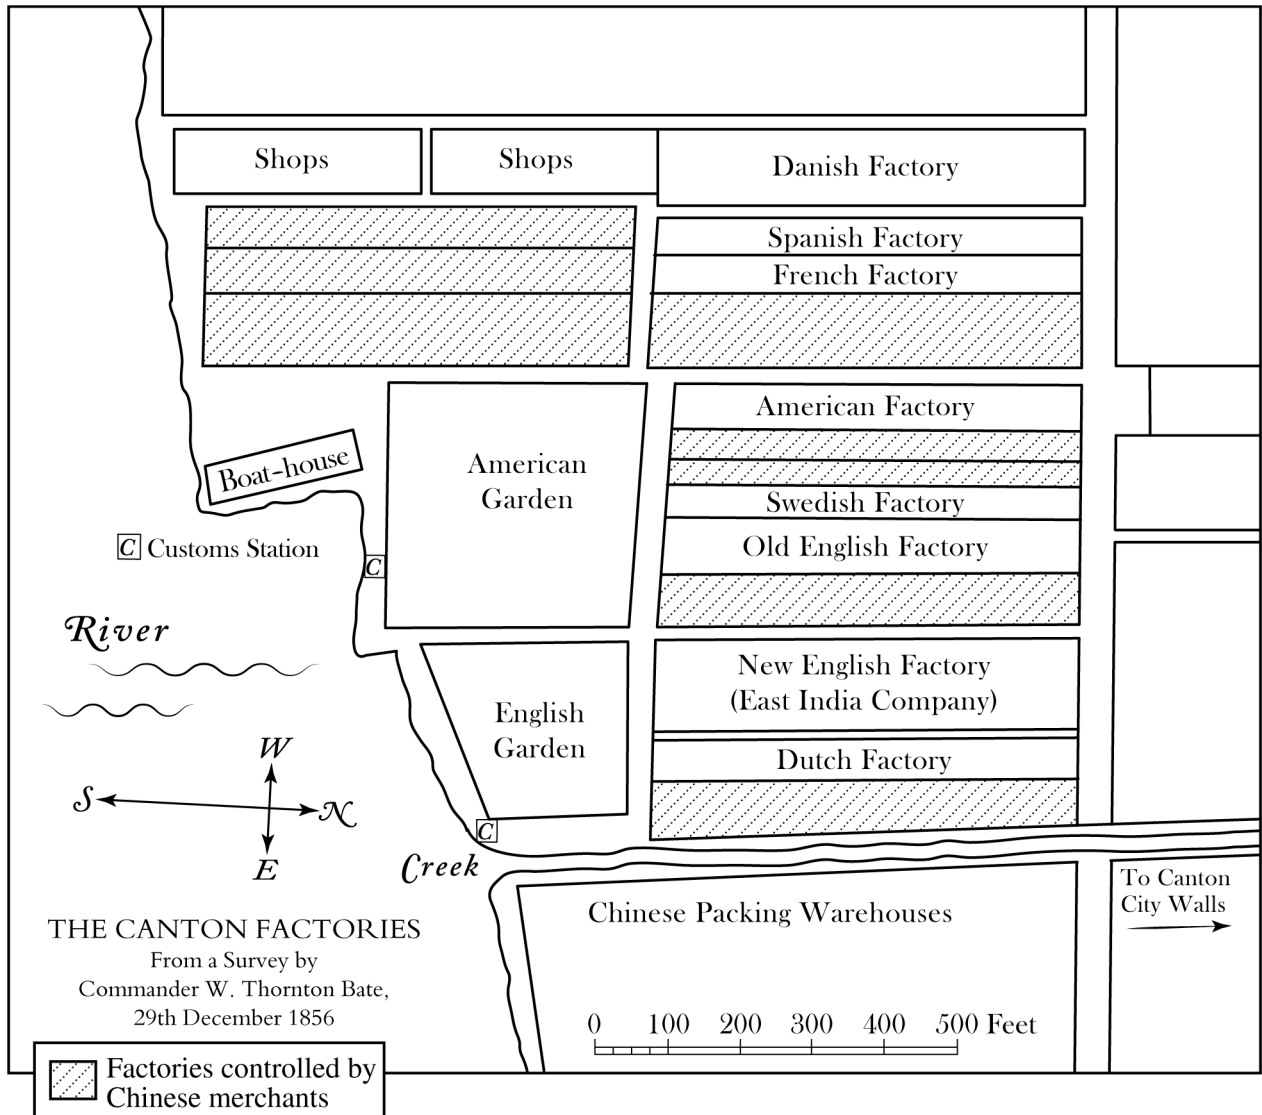 Shops
Shops
Danish Factory
Spanish Factory
French Factory
American Factory
Boat-house
American
Garden
Swedish Factory
C Customs Station
Old English Factory
C
River
New English Factory
(East India Company)
English
Garden
W
Dutch Factory
S
N
C
E
Creek
To Canton
City Walls
Chinese Packing Warehouses
THE CANTON FACTORIES
From a Survey by
Commander W. Thornton Bate,
29th December 1856
0 100 200 300 400 500 Feet
Factories controlled by
Chinese merchants